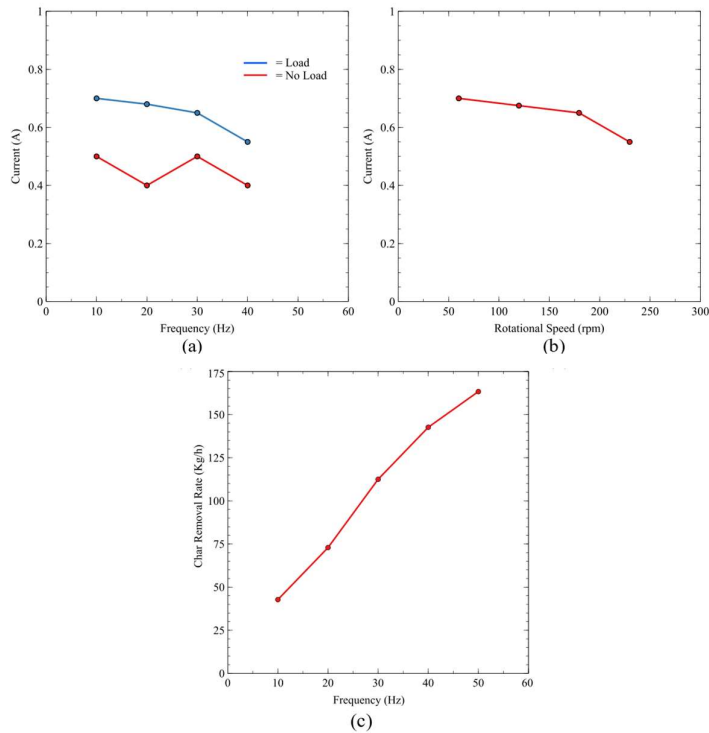 1
0.8
0.6
0.4
0.2
0
Current (A)
= Load
= No Load
10 20 30 40 50 60
Frequency (Hz)
(a)
1
0.8
0.6
0.4
0.2
0
Current (A)
0 50 100 150 200 250 300
Rotational Speed (rpm)
(b)
175
150
125
100
75
50
25
0
Char Removal Rate (Kg/h)
0 10 20 30 40 50 60
Frequency (Hz)
(c)